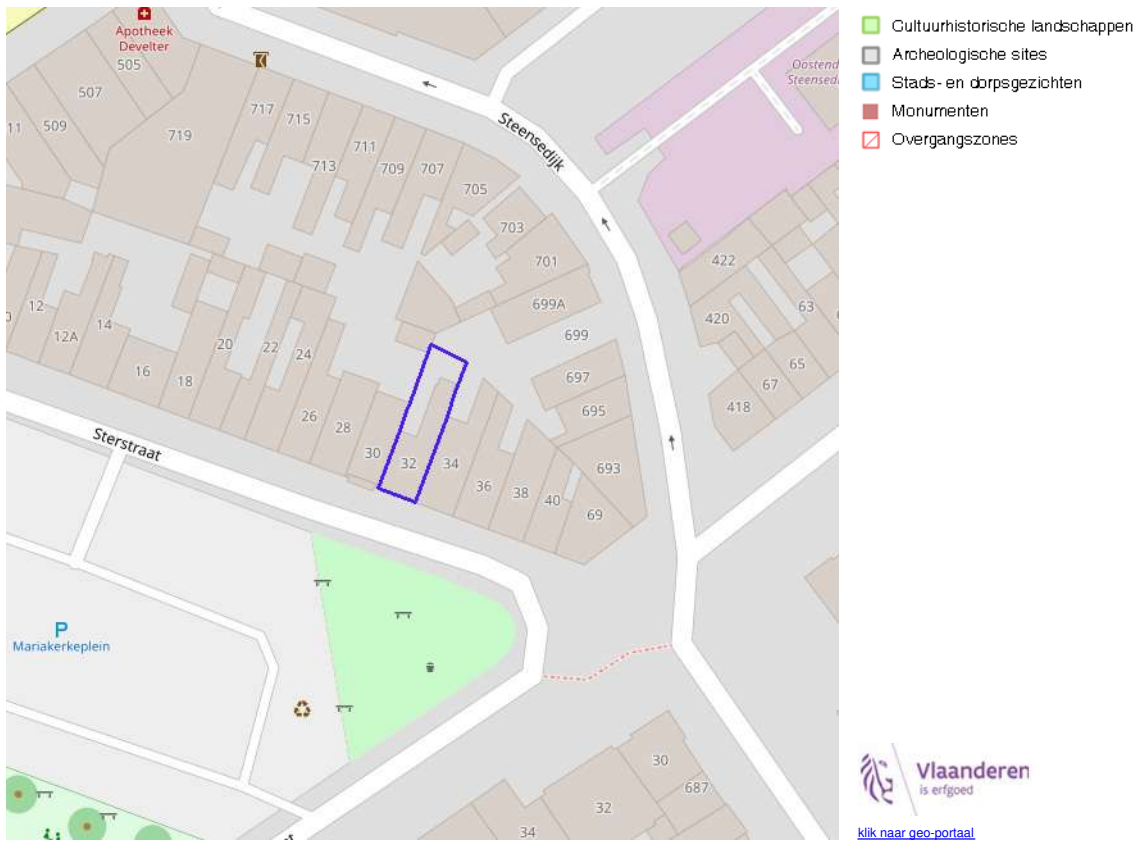 Apotheek
Develter
505
507
11
509
719
717
715
713
711
709
707
705
703
701
699A
699
697
695
693
Steensedijk
Oostend
Steensed
422
420
418
63
65
67
12
12A
14
16
18
20
22
24
26
28
30
32
34
36
38
40
69
Sterstraat
P
Mariakerkeplein
30
687
32
34
Cultuurhistorische landschappen
Archeologische sites
Stads- en dorpsgezichten
Monumenten
Overgangszones
Vlaanderen
is erfgoed
klik naar geo-portaal